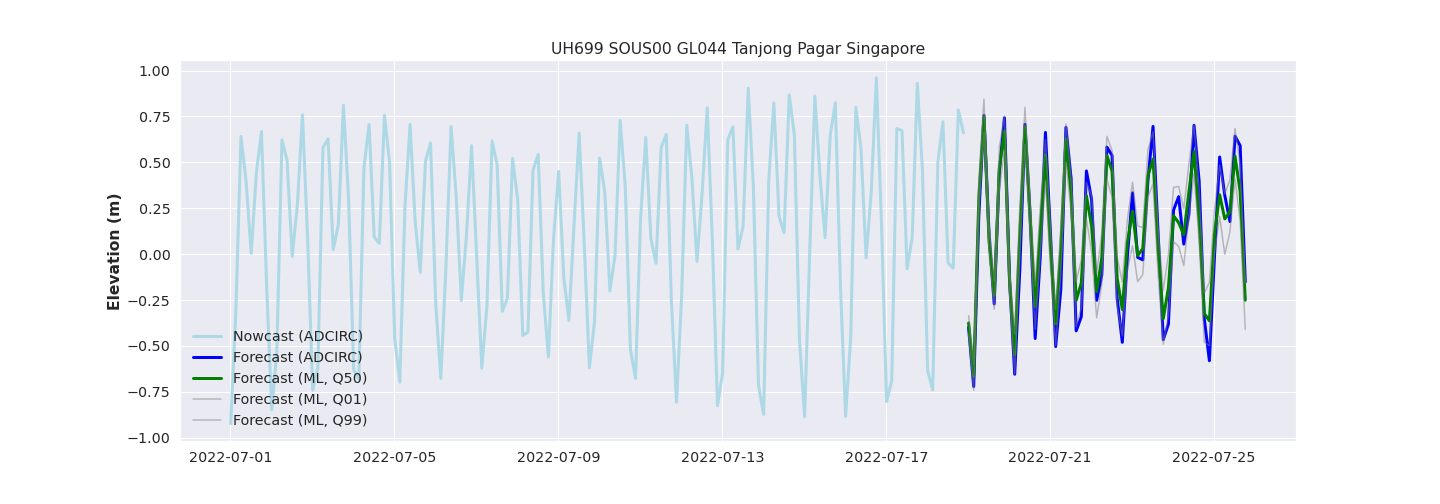 UH699 SOUS00 GL044 Tanjong Pagar Singapore
Elevation (m)
1.00
0.75
0.50
0.25
0.00
−0.25
−0.50
−0.75
−1.00
Nowcast (ADCIRC)
Forecast (ADCIRC)
Forecast (ML, Q50)
Forecast (ML, Q01)
Forecast (ML, Q99)
2022-07-01 2022-07-05 2022-07-09 2022-07-13 2022-07-17 2022-07-21 2022-07-25